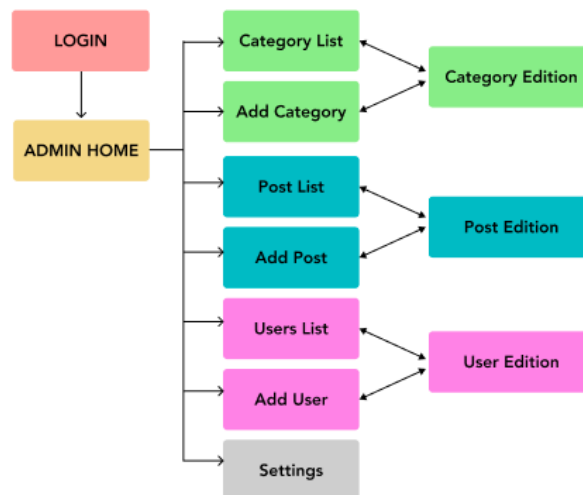 LOGIN
ADMIN HOME
Category List
Add Category
Category Edition
Post List
Add Post
Post Edition
Users List
Add User
User Edition
Settings